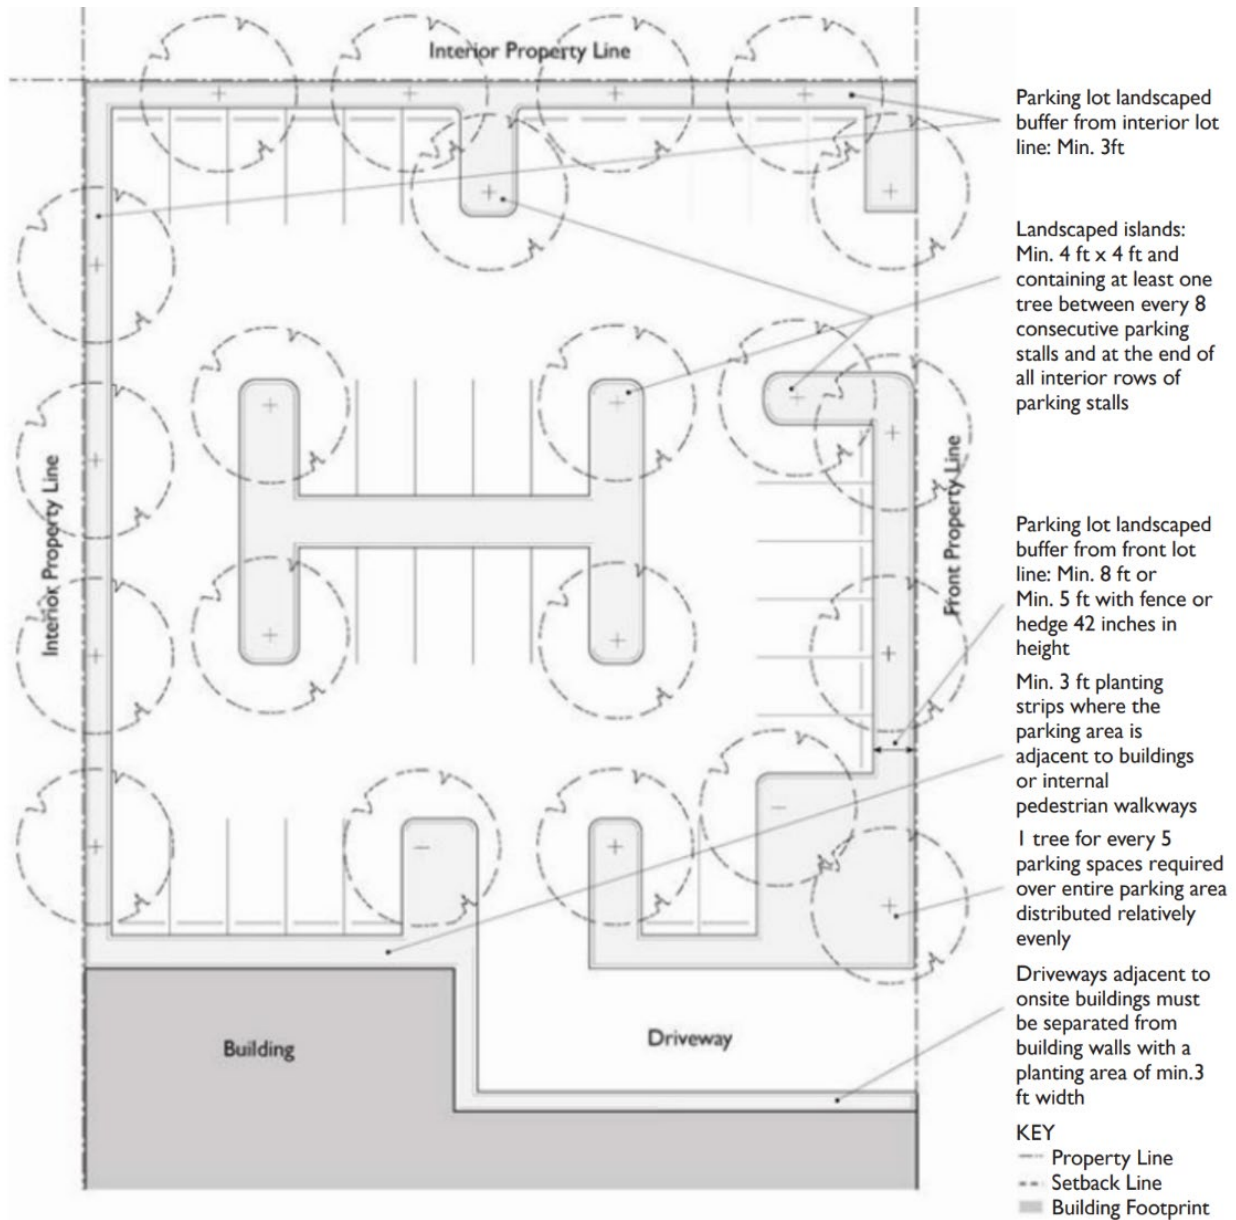 Interior Property Line
Parking lot landscaped
buffer from interior lot
line: Min. 3ft
Landscaped islands:
Min. 4 ft x 4 ft and
containing at least one
tree between every 8
consecutive parking
stalls and at the end of
all interior rows of
parking stalls
Interior Property Line
Front Property Line
Parking lot landscaped
buffer from front lot
line: Min. 8 ft or
Min. 5 ft with fence or
hedge 42 inches in
height
Min. 3 ft planting
strips where the
parking area is
adjacent to buildings
or internal
pedestrian walkways
1 tree for every 5
parking spaces required
over entire parking area
distributed relatively
evenly
Driveways adjacent to
onsite buildings must
be separated from
building walls with a
planting area of min.3
ft width
Building
Driveway
KEY
Property Line
Setback Line
Building Footprint